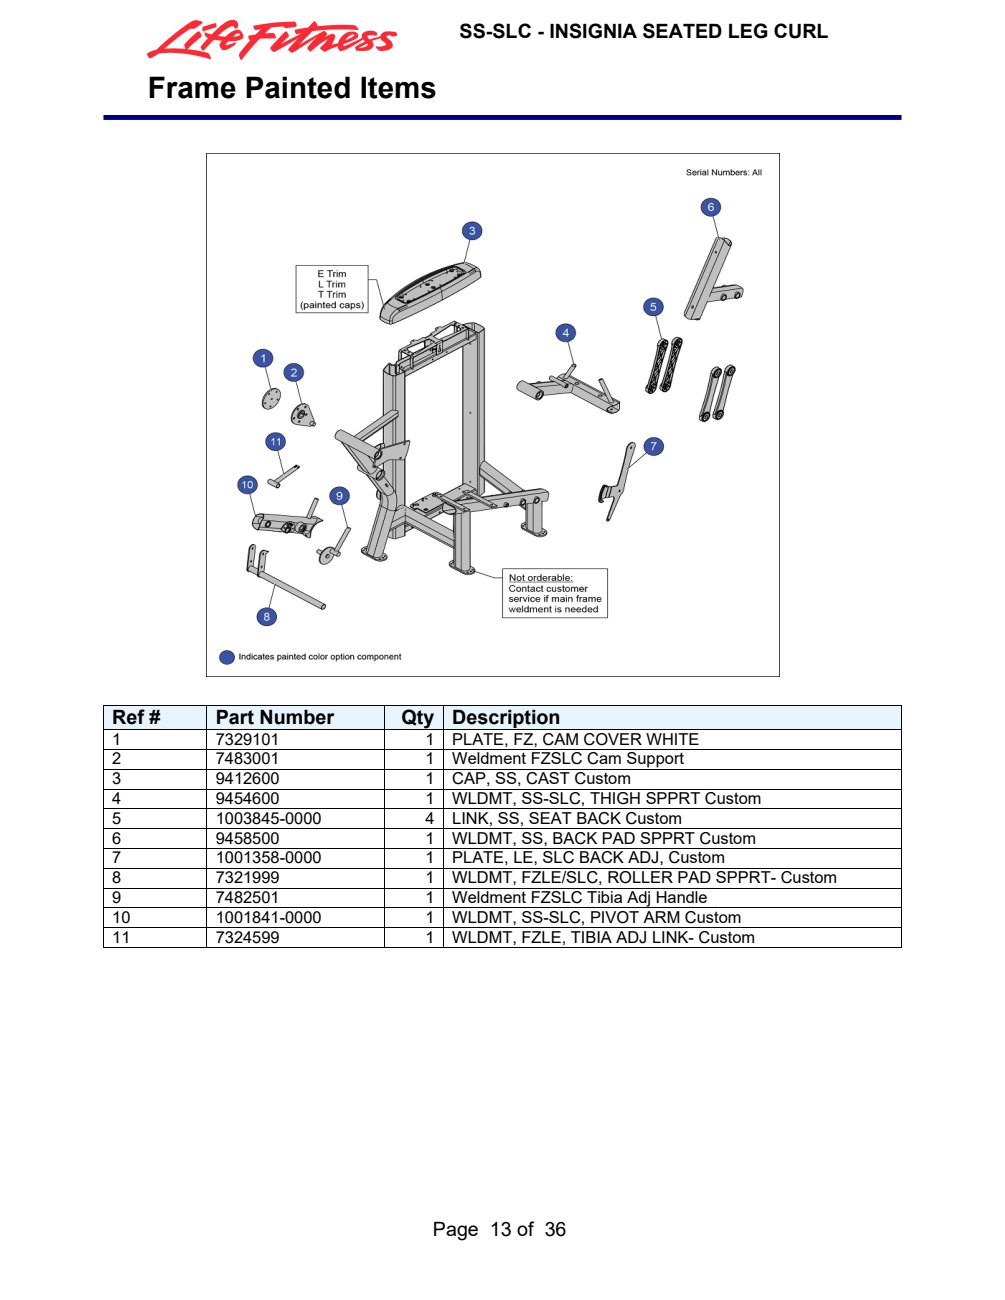 Life Fitness
SS-SLC - INSIGNIA SEATED LEG CURL
Frame Painted Items
Serial Numbers: All
6
3
E Trim
L Trim
T Trim
(painted caps)
5
4
1
2
11
7
10
9
Not orderable:
Contact customer
service if main frame
weldment is needed
8
Indicates painted color option component
Ref # Part Number Qty Description
1 7329101 1 PLATE, FZ, CAM COVER WHITE
2 7483001 1 Weldment FZSLC Cam Support
3 9412600 1 CAP, SS, CAST Custom
4 9454600 1 WLDMT, SS-SLC, THIGH SPPRT Custom
5 1003845-0000 4 LINK, SS, SEAT BACK Custom
6 9458500 1 WLDMT, SS, BACK PAD SPPRT Custom
7 1001358-0000 1 PLATE, LE, SLC BACK ADJ, Custom
8 7321999 1 WLDMT, FZLE/SLC, ROLLER PAD SPPRT- Custom
9 7482501 1 Weldment FZSLC Tibia Adj Handle
10 1001841-0000 1 WLDMT, SS-SLC, PIVOT ARM Custom
11 7324599 1 WLDMT, FZLE, TIBIA ADJ LINK- Custom
Page 13 of 36